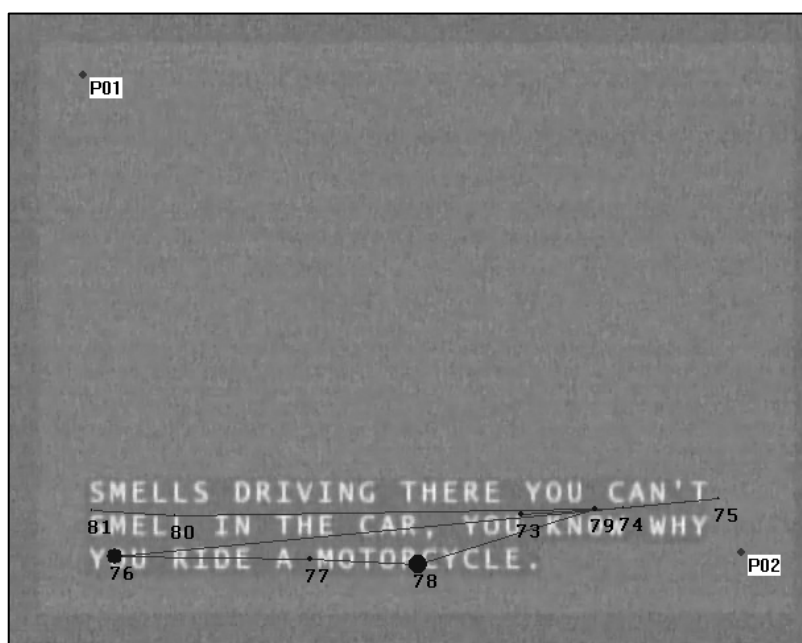 P01
SMELLS DRIVING THERE YOU CAN'T
SMELL IN THE CAR, YOU KNOW WHY
YOU RIDE A MOTORCYCLE.
81
80
73
79
74
75
76
77
78
P02